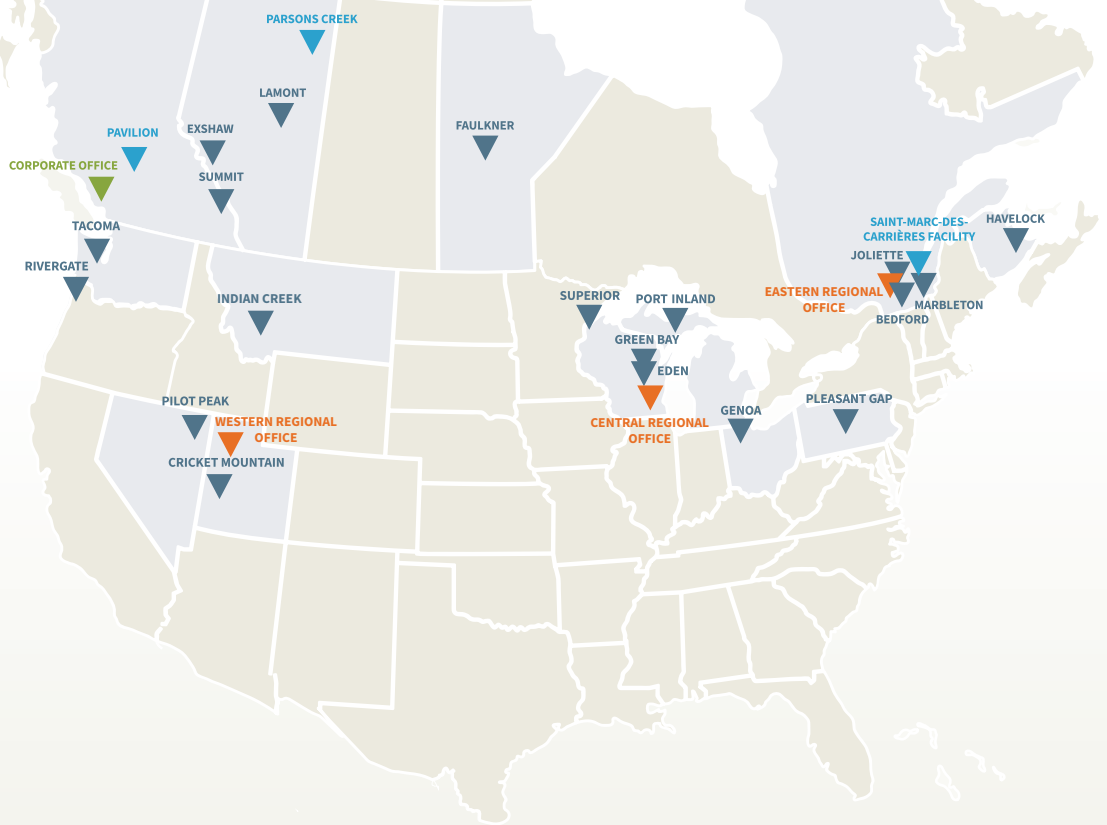 PARSONS CREEK
LAMONT
FAULKNER
EXSHAW
PAVILION
CORPORATE OFFICE
SUMMIT
TACOMA
RIVERGATE
SAINT-MARC-DES-
CARRIÈRES FACILITY
HAVELOCK
JOLIETTE
EASTERN REGIONAL
OFFICE
MARBLETON
BEDFORD
INDIAN CREEK
SUPERIOR
PORT INLAND
GREEN BAY
EDEN
CENTRAL REGIONAL
OFFICE
GENOA
PLEASANT GAP
PILOT PEAK
WESTERN REGIONAL
OFFICE
CRICKET MOUNTAIN